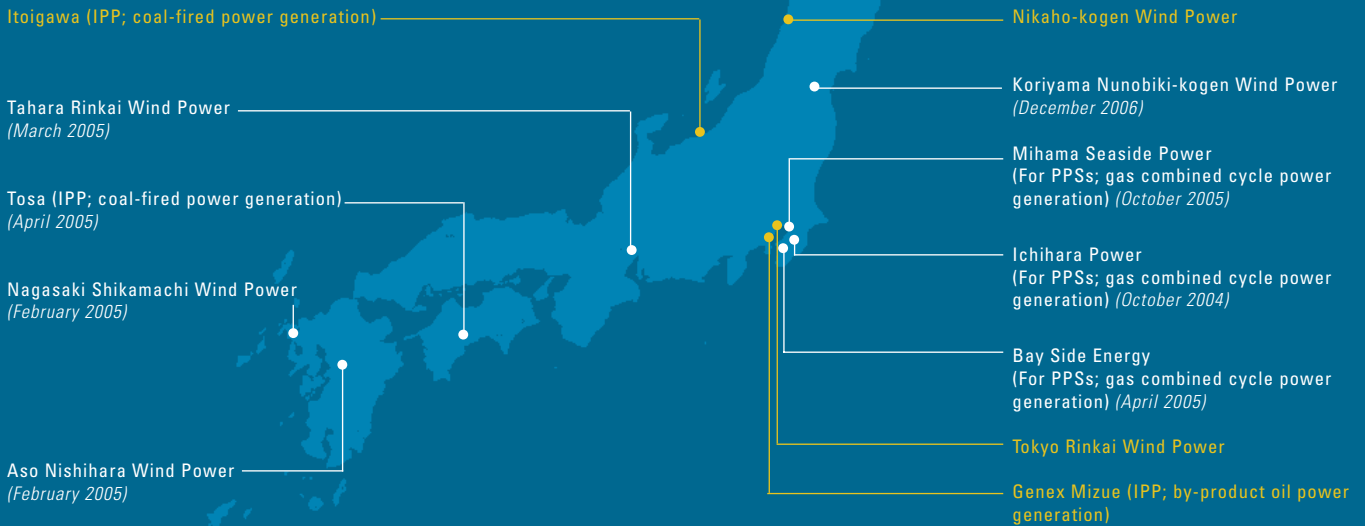 Itoigawa (IPP; coal-fired power generation)
Tahara Rinkai Wind Power
(March 2005)
Tosa (IPP; coal-fired power generation)
(April 2005)
Nagasaki Shikamachi Wind Power
(February 2005)
Aso Nishihara Wind Power
(February 2005)
Nikaho-kogen Wind Power
Koriyama Nunobiki-kogen Wind Power
(December 2006)
Mihama Seaside Power
(For PPSs; gas combined cycle power
generation) (October 2005)
Ichihara Power
(For PPSs; gas combined cycle power
generation) (October 2004)
Bay Side Energy
(For PPSs; gas combined cycle power
generation) (April 2005)
Tokyo Rinkai Wind Power
Genex Mizue (IPP; by-product oil power
generation)